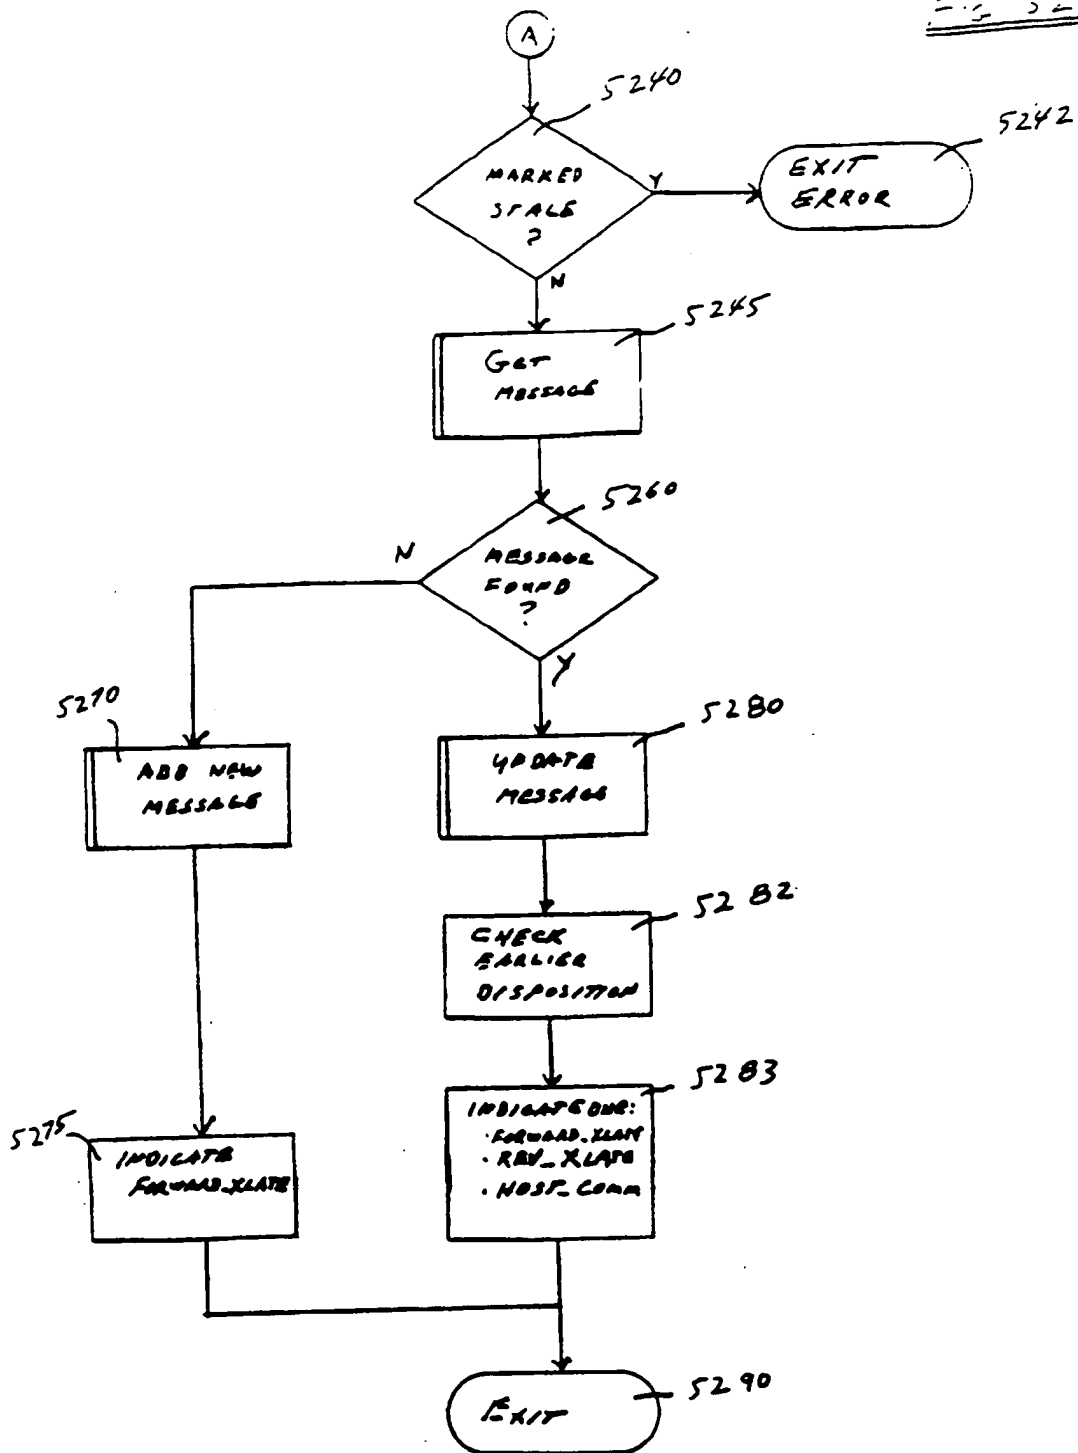 A
5240
5242
MARKED
STALE
?
Y
EXIT
ERROR
N
5245
GET
MESSAGE
5260
N
MESSAGE
FOUND
?
Y
5270
5280
ADD NEW
MESSAGE
UPDATE
MESSAGE
5282
CHECK
EARLIER
DISPOSITION
5283
5275
INDICATE
FORWARD_XLATE
INDICATE ONE:
• FORWARD_XLATE
• REV_XLATE
• HOST_COMM
5290
EXIT